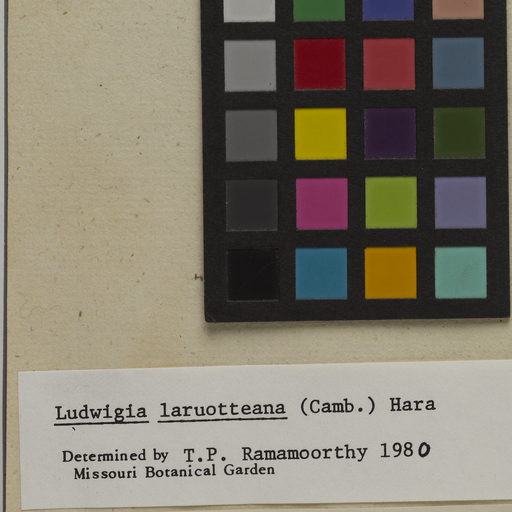 Ludwigia laruotteana (Camb.) Hara
Determined by T.P. Ramamoorthy 1980
Missouri Botanical Garden